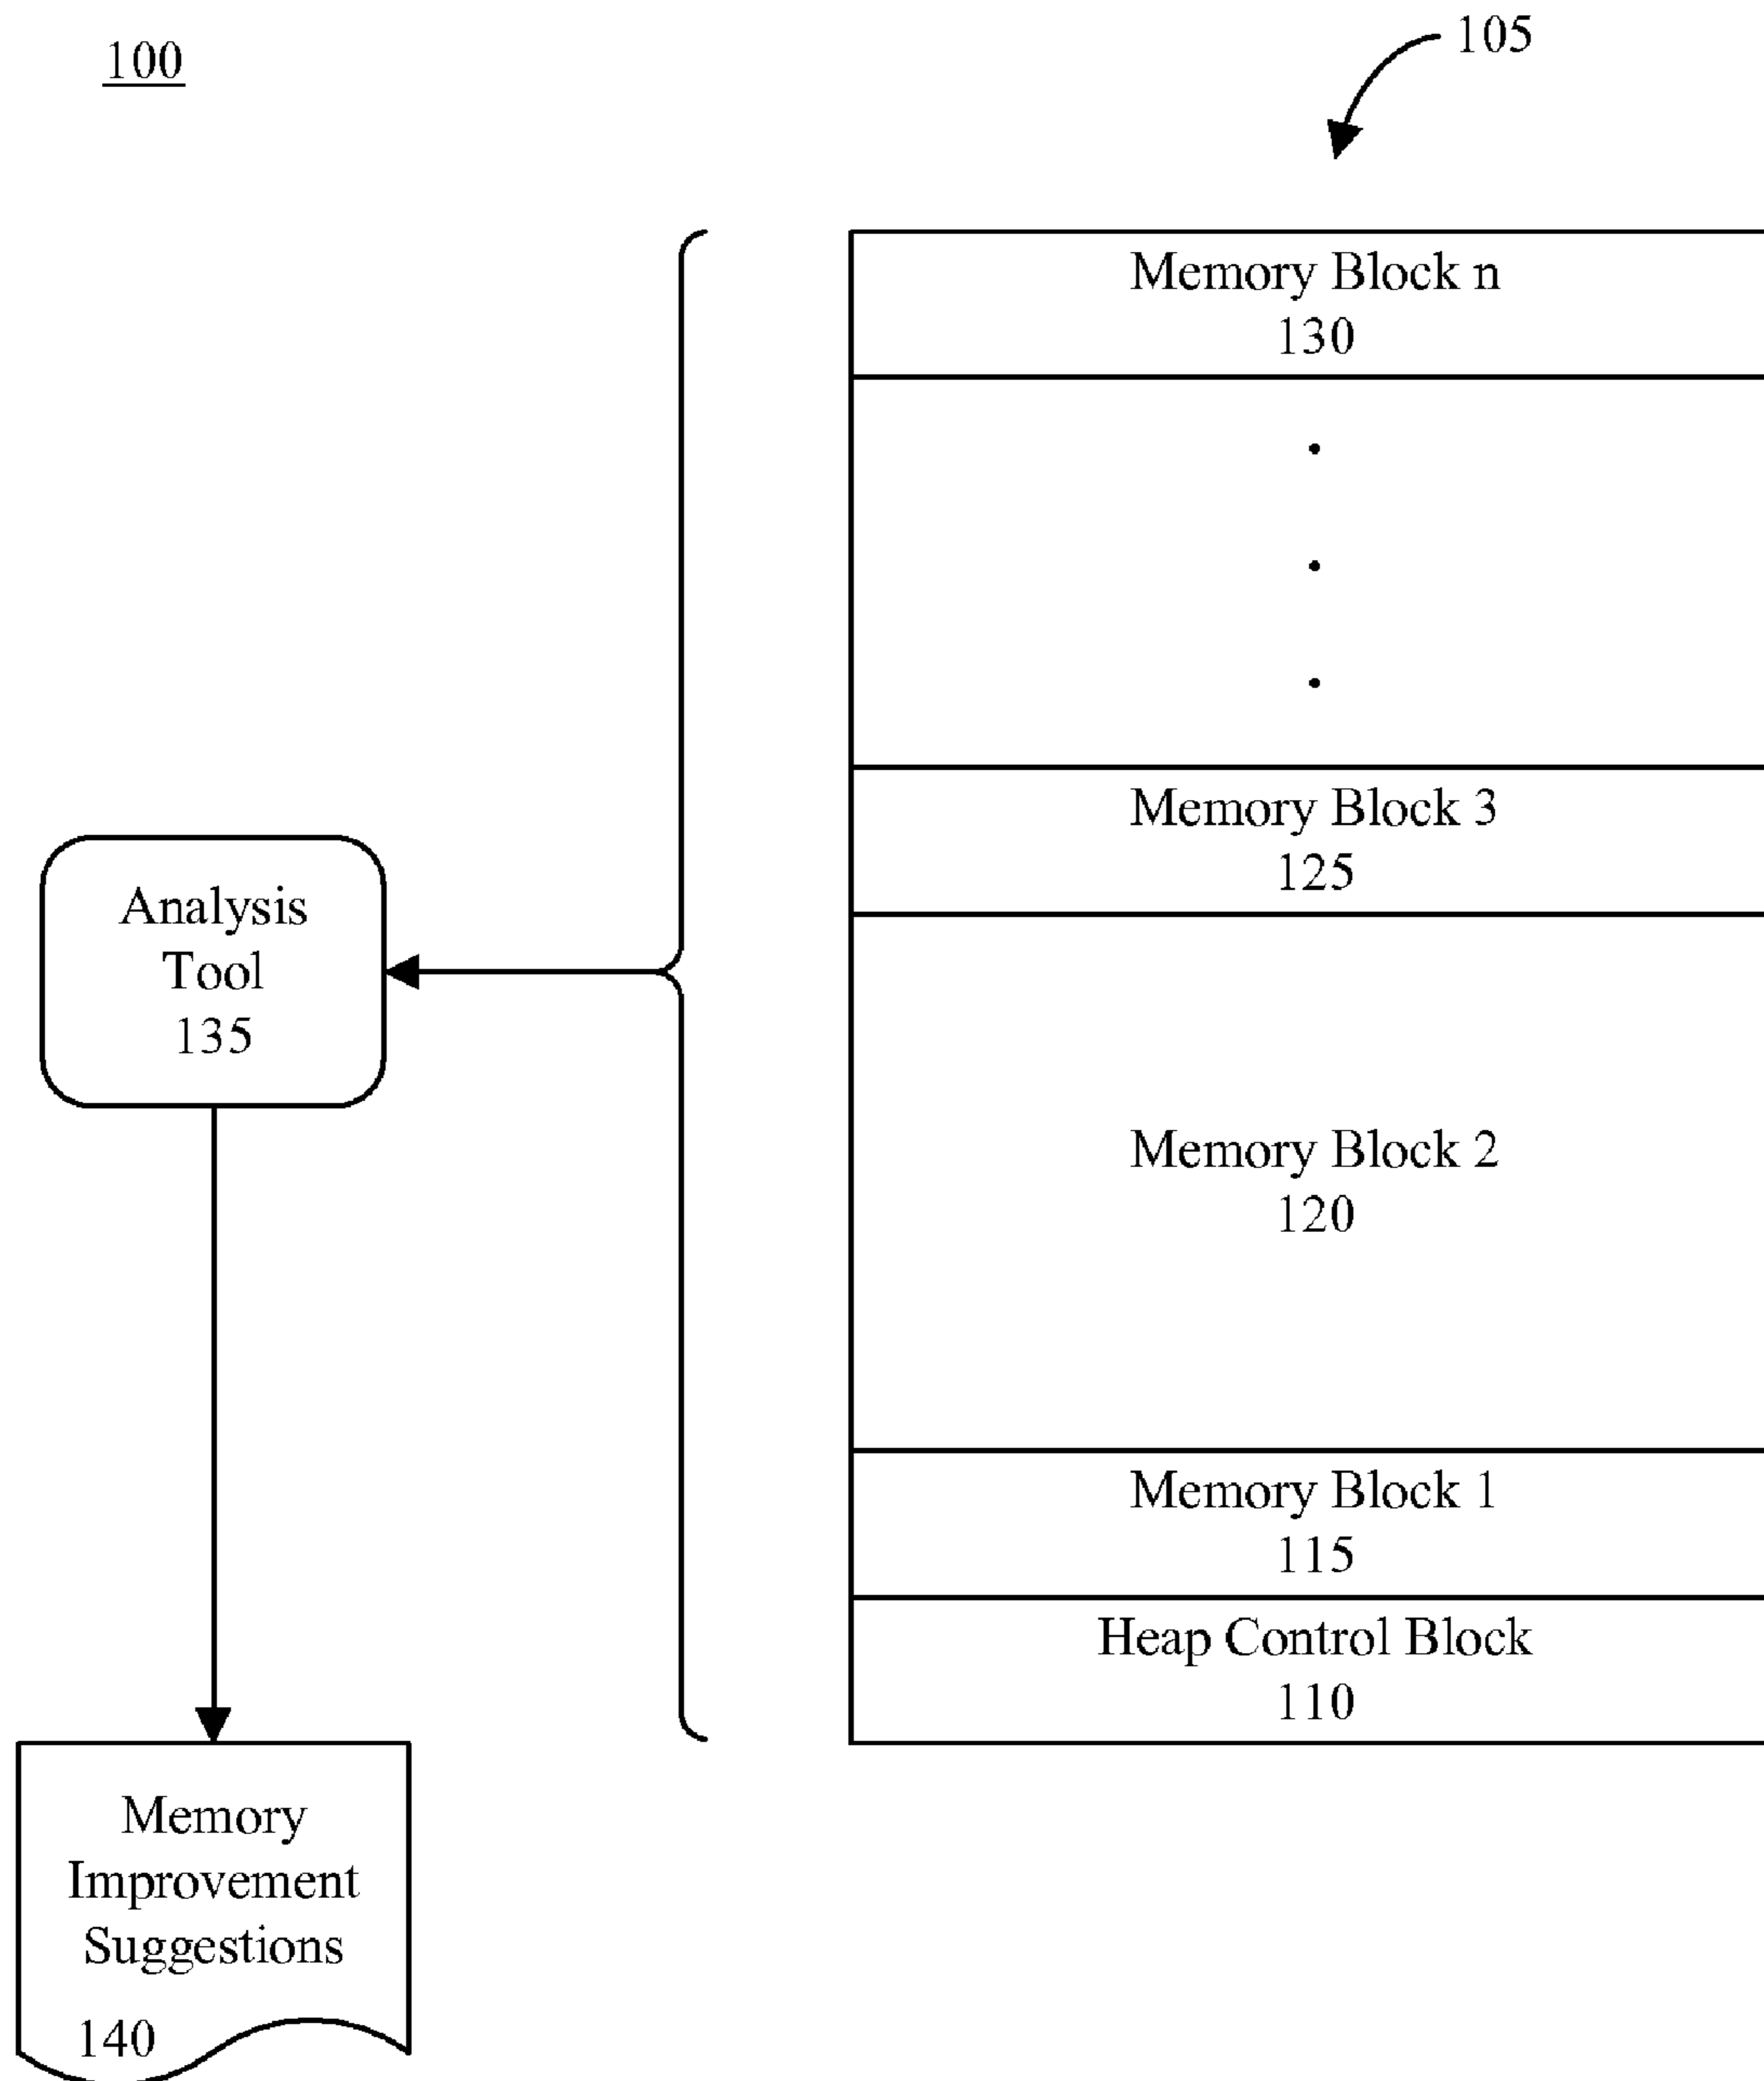 100
105
Memory Block n
130
.
.
.
Memory Block 3
125
Analysis
Tool
135
Memory Block 2
120
Memory Block 1
115
Heap Control Block
110
Memory
Improvement
Suggestions
140